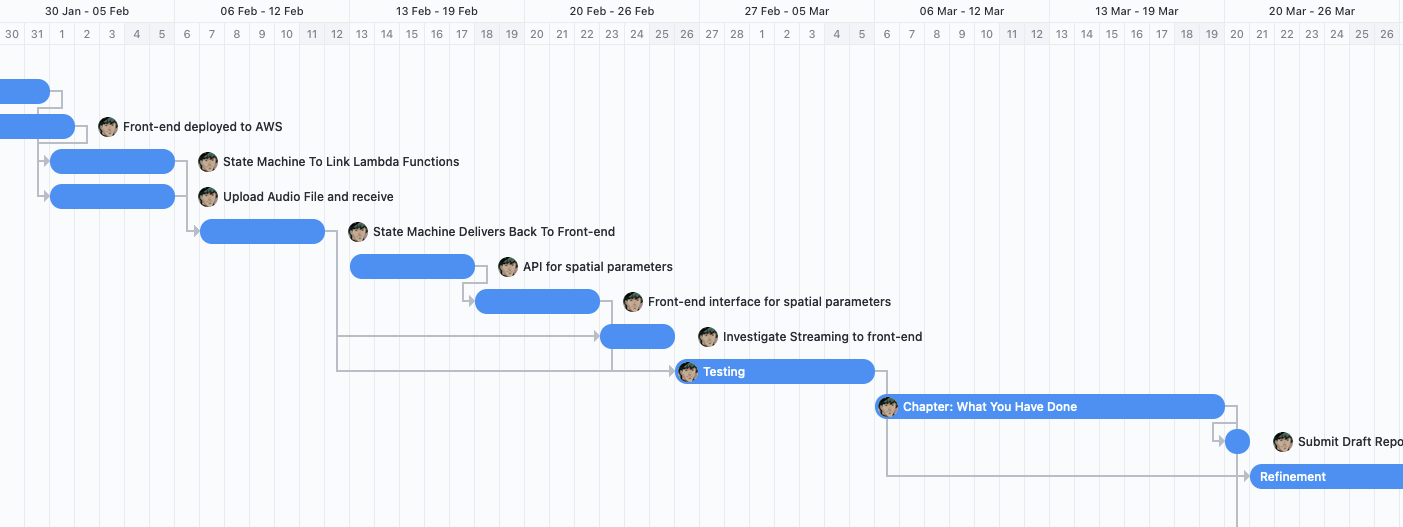 30 Jan - 05 Feb 06 Feb - 12 Feb 13 Feb - 19 Feb 20 Feb - 26 Feb 27 Feb - 05 Mar 06 Mar - 12 Mar 13 Mar - 19 Mar 20 Mar - 26 Mar
30 31 1 2 3 4 5 6 7 8 9 10 11 12 13 14 15 16 17 18 19 20 21 22 23 24 25 26 27 28 1 2 3 4 5 6 7 8 9 10 11 12 13 14 15 16 17 18 19 20 21 22 23 24 25 26
Front-end deployed to AWS
State Machine To Link Lambda Functions
Upload Audio File and receive
State Machine Delivers Back To Front-end
API for spatial parameters
Front-end interface for spatial parameters
Investigate Streaming to front-end
Testing
Chapter: What You Have Done
Submit Draft Repo
Refinement